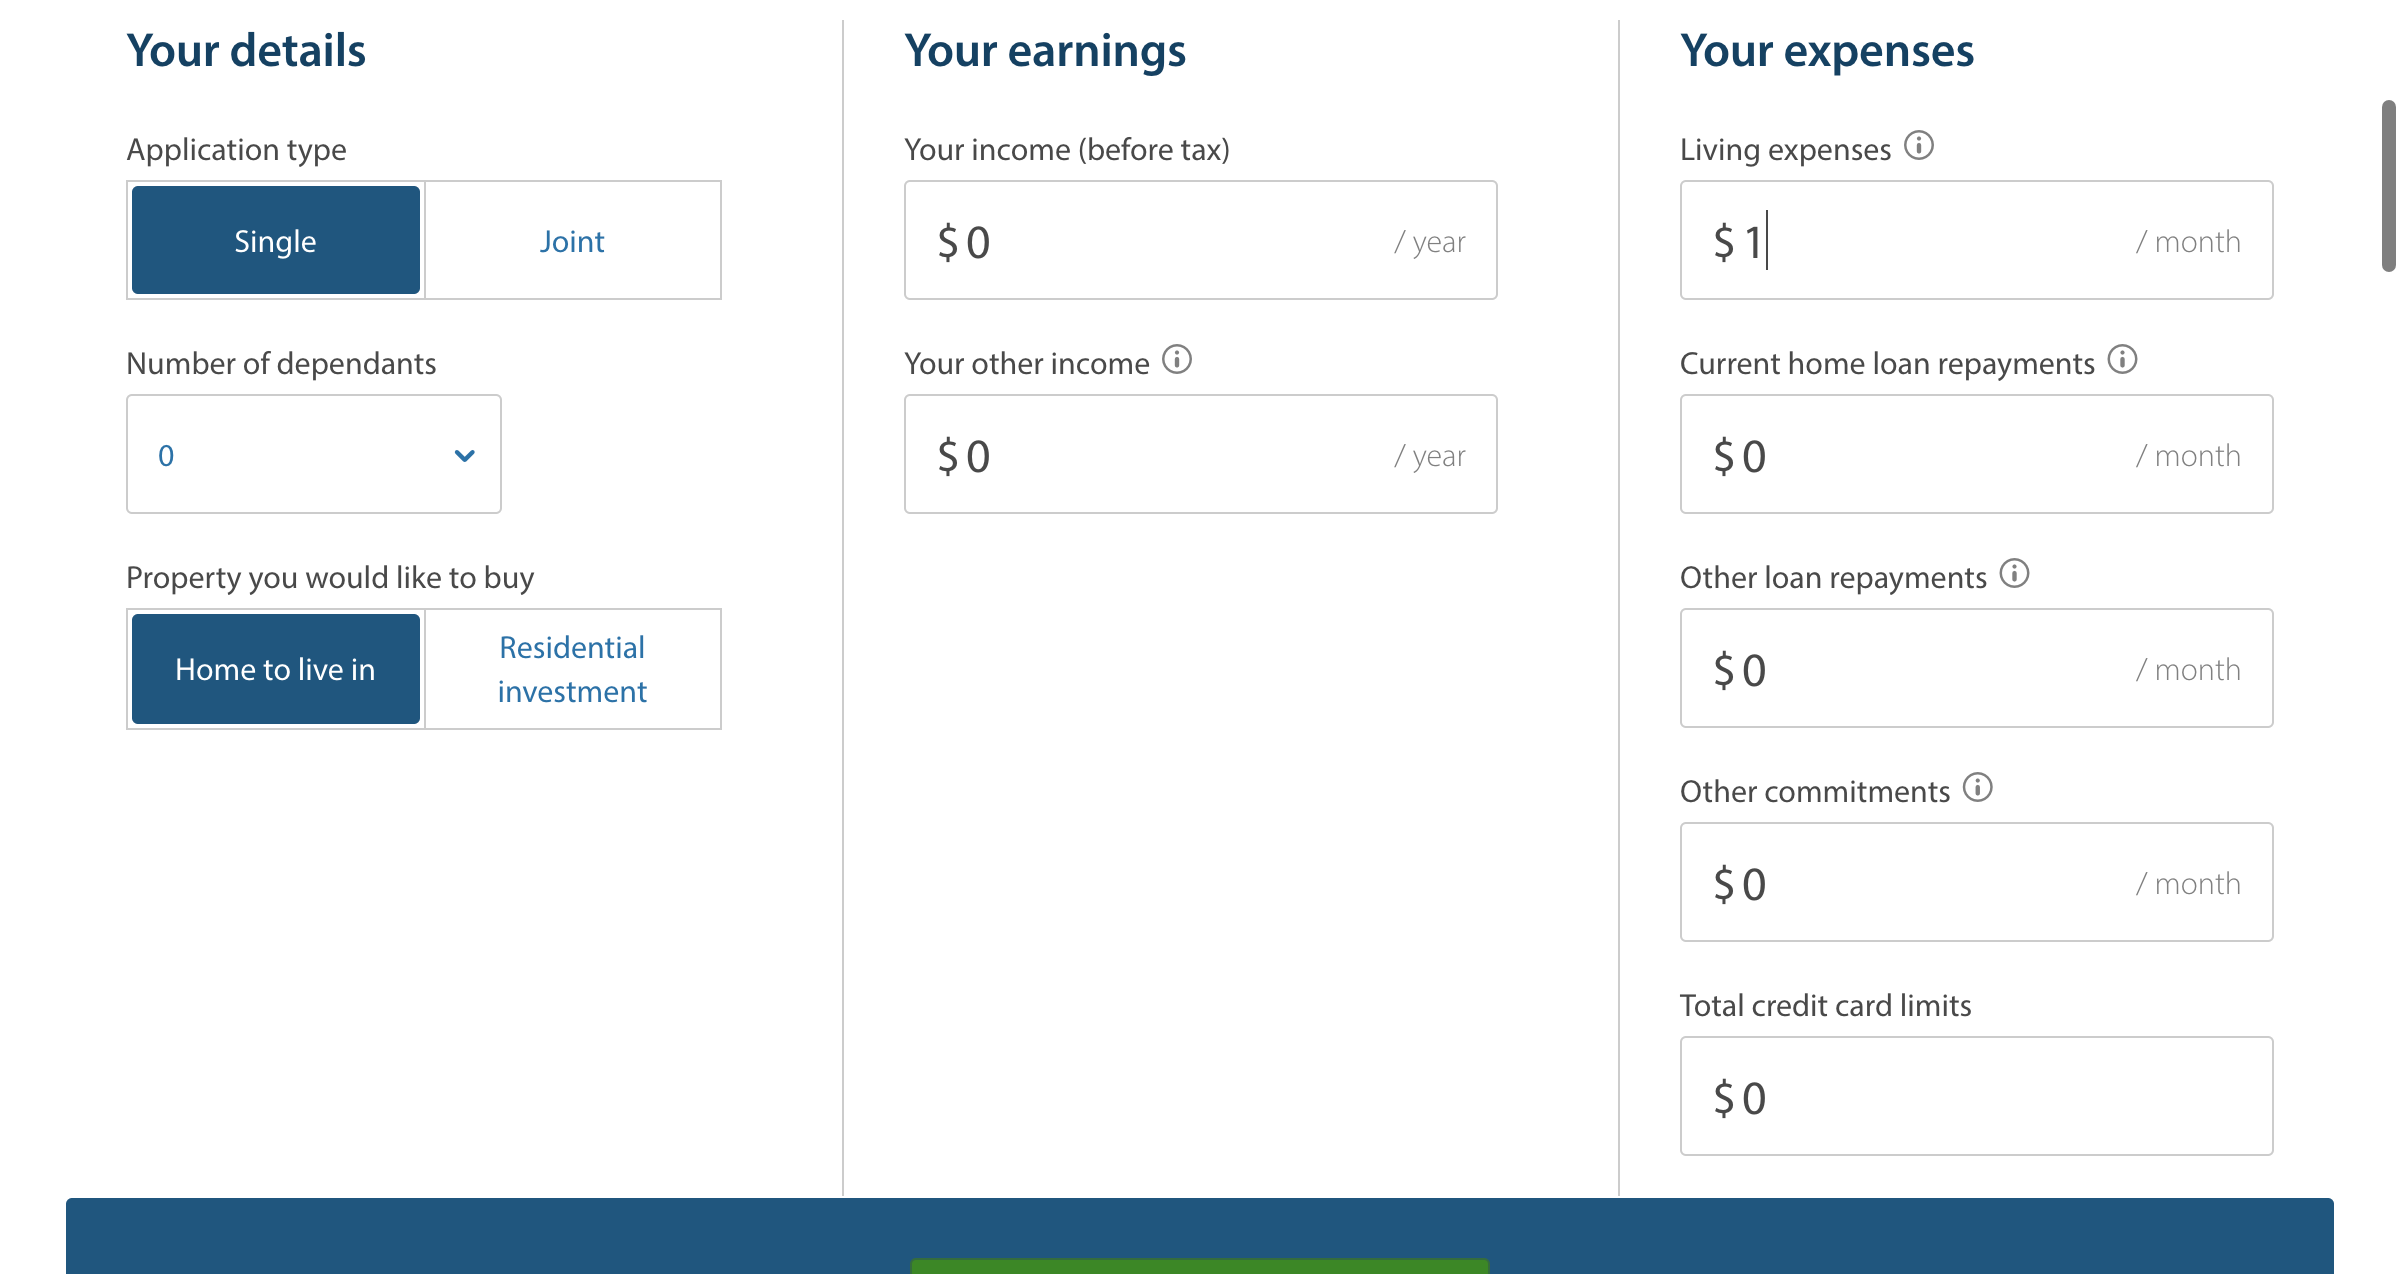 Your details
Application type
Single
Joint
Number of dependants
0
Property you would like to buy
Home to live in
Residential
investment
Your earnings
Your income (before tax)
$ 0 / year
Your other income
$ 0 / year
Your expenses
Living expenses
$ 1 / month
Current home loan repayments
$ 0 / month
Other loan repayments
$ 0 / month
Other commitments
$ 0 / month
Total credit card limits
$ 0